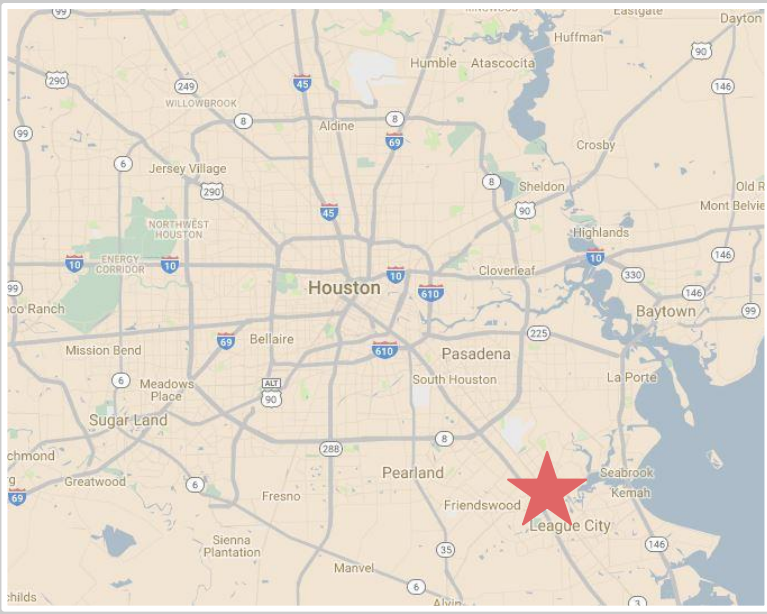 99
KINGWOOD
Eastgate
Dayton
Huffman
290
249
45
Humble
Atascocita
90
146
WILLOWBROOK
8
Aldine
8
69
99
6
Crosby
Jersey Village
290
8
Sheldon
Old R
Mont Belvie
45
90
NORTHWEST
HOUSTON
Highlands
ENERGY
CORRIDOR
10
10
10
Cloverleaf
10
330
146
99
Houston
610
146
co Ranch
Baytown
99
69
Bellaire
225
Mission Bend
610
Pasadena
6
Meadows
Place
ALT
90
South Houston
La Porte
Sugar Land
288
8
chmond
Greatwood
6
Pearland
Seabrook
Kemah
69
Fresno
Friendswood
League City
Sienna
Plantation
35
146
Manvel
6
Alvin
3
childs